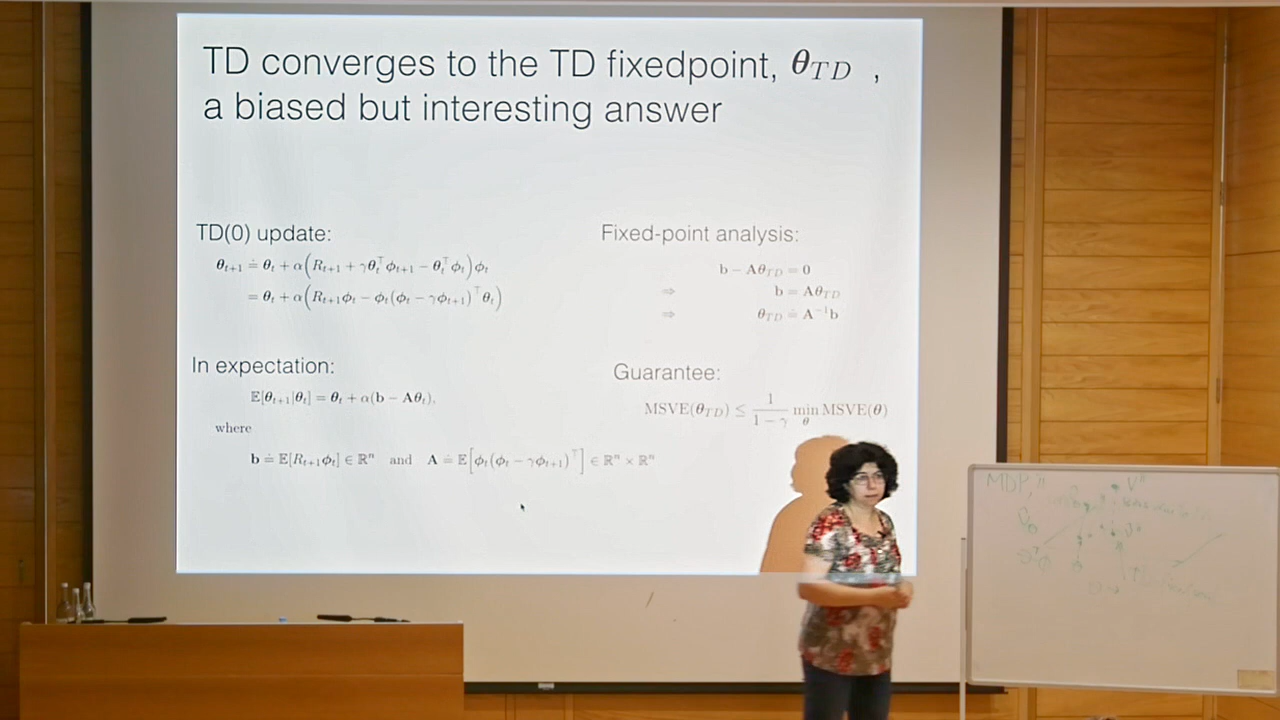 TD converges to the TD fixedpoint, θ_TD ,
a biased but interesting answer
TD(0) update:
θ_{t+1} ≐ θ_t + α(R_{t+1} + γθ_t^⊤ϕ_{t+1} − θ_t^⊤ϕ_t)ϕ_t
= θ_t + α(R_{t+1}ϕ_t − ϕ_t(ϕ_t − γϕ_{t+1})^⊤θ_t)
In expectation:
𝔼[θ_{t+1}|θ_t] = θ_t + α(b − Aθ_t),
where
b ≐ 𝔼[R_{t+1}ϕ_t] ∈ ℝ^n and A ≐ 𝔼[ϕ_t(ϕ_t − γϕ_{t+1})^⊤] ∈ ℝ^n × ℝ^n
Fixed-point analysis:
b − Aθ_TD = 0
⇒ b = Aθ_TD
⇒ θ_TD ≐ A^{−1}b
Guarantee:
MSVE(θ_TD) ≤ 1/(1 − γ) min_θ MSVE(θ)
MDP